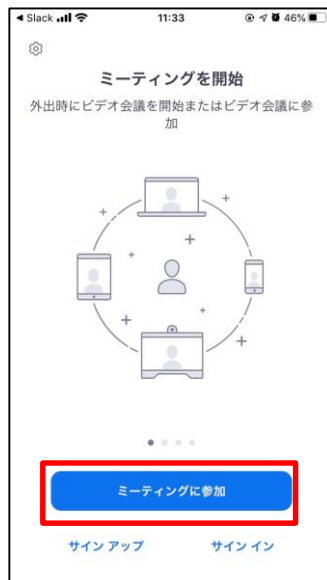 Slack 11:33 46%
ミーティングを開始
外出時にビデオ会議を開始またはビデオ会議に参
加
ミーティングに参加
サイン アップ サイン イン